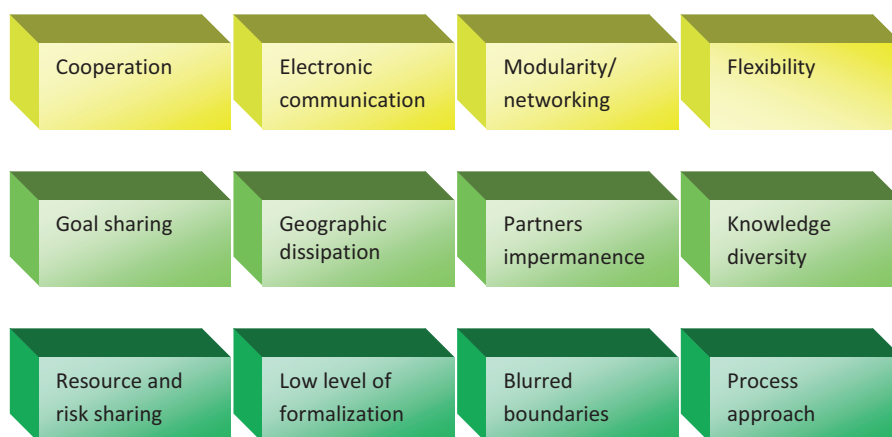 Cooperation
Electronic
communication
Modularity/
networking
Flexibility
Goal sharing
Geographic
dissipation
Partners
impermanence
Knowledge
diversity
Resource and
risk sharing
Low level of
formalization
Blurred
boundaries
Process
approach